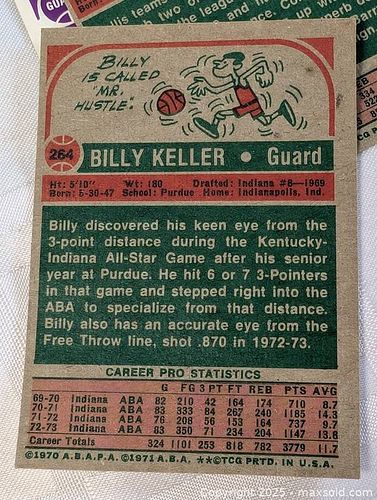 BILLY
IS CALLED
"MR.
HUSTLE".
264
BILLY KELLER • Guard
Ht: 5'10" Wt: 180 Drafted: Indiana #8-1969
Born: 8-30-47 School: Purdue Home: Indianapolis, Ind.
Billy discovered his keen eye from the
3-point distance during the Kentucky-
Indiana All-Star Game after his senior
year at Purdue. He hit 6 or 7 3-Pointers
in that game and stepped right into the
ABA to specialize from that distance.
Billy also has an accurate eye from the
Free Throw line, shot .870 in 1972-73.
CAREER PRO STATISTICS
G FG 3 PT FT REB PTS AVG
69-70 Indiana ABA 82 210 42 164 174 710 8.7
70-71 Indiana ABA 83 333 84 267 240 1185 14.3
71-72 Indiana ABA 76 208 56 153 164 737 9.7
72-73 Indiana ABA 83 350 71 234 204 1147 13.8
Career Totals 324 1101 253 818 782 3779 11.7
©1970 A.B.A.P.A. ©1971 A.B.A. **©TCG PRTD. IN U.S.A.
Copyright ©2025 - maxsold.com